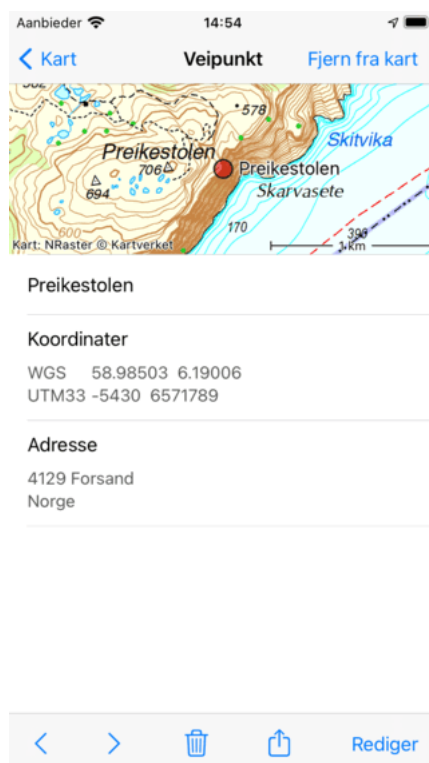 Aanbieder 14:54
Kart Veipunkt Fjern fra kart
578
Skitvika
Preikestolen
706
Preikestolen
694
Skarvasete
170
600
Kart: NRaster © Kartverket
1 km
Preikestolen
Koordinater
WGS 58.98503 6.19006
UTM33 -5430 6571789
Adresse
4129 Forsand
Norge
Rediger